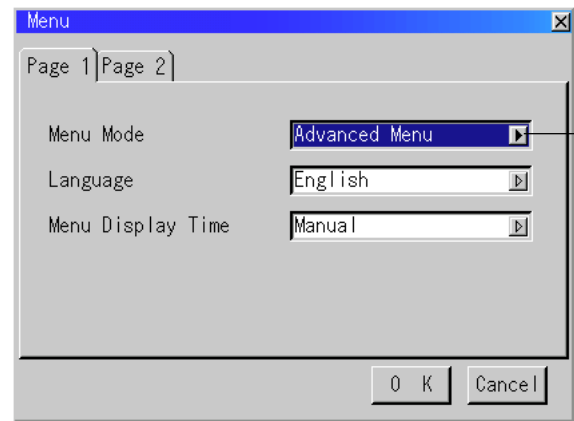 Menu
Page 1 Page 2
Menu Mode Advanced Menu
Language English
Menu Display Time Manual
O K Cancel